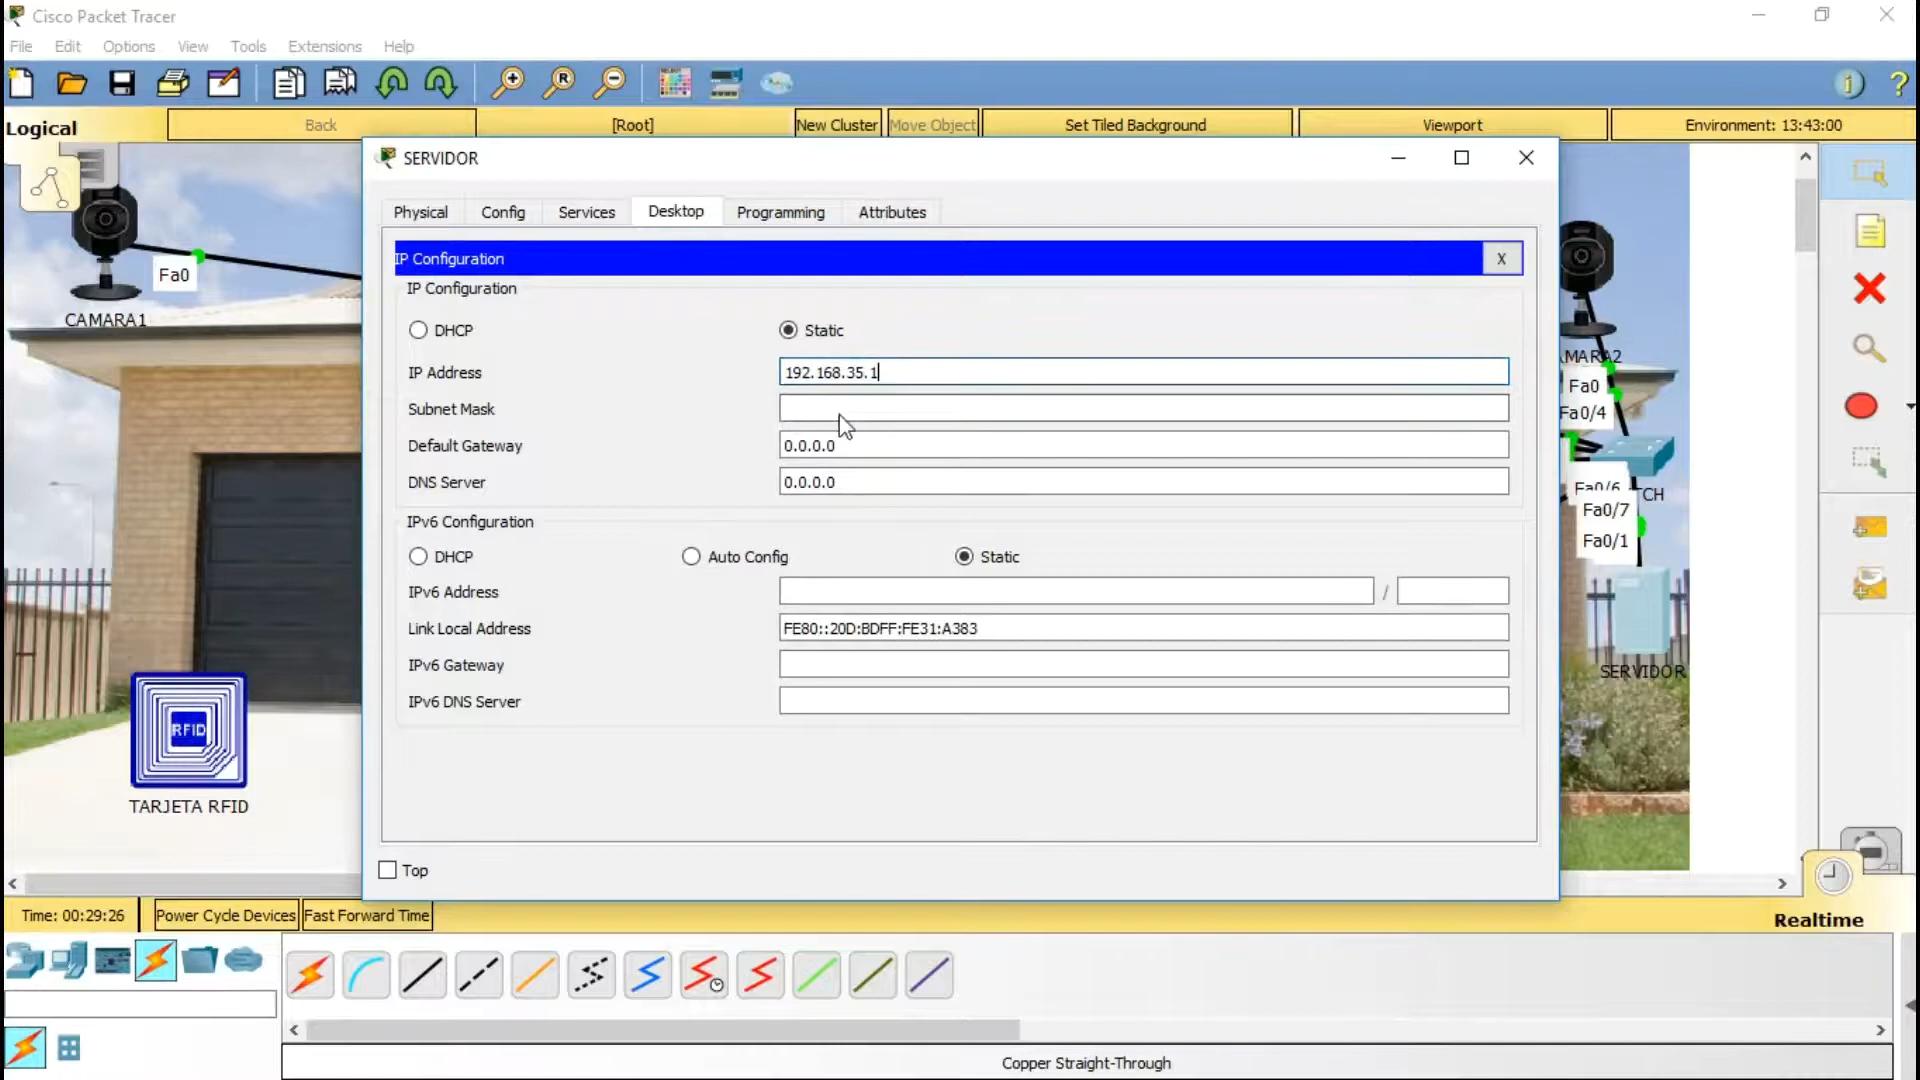 Cisco Packet Tracer
File Edit Options View Tools Extensions Help
Logical
Back
[Root]
New Cluster
Move Object
Set Tiled Background
Viewport
Environment: 13:43:00
SERVIDOR
Physical Config Services Desktop Programming Attributes
IP Configuration
X
IP Configuration
DHCP
Static
IP Address
192.168.35.1
Subnet Mask
Default Gateway
0.0.0.0
DNS Server
0.0.0.0
IPv6 Configuration
DHCP
Auto Config
Static
IPv6 Address
/
Link Local Address
FE80::20D:BDFF:FE31:A383
IPv6 Gateway
IPv6 DNS Server
Top
Fa0
CAMARA1
RFID
TARJETA RFID
AMARA2
Fa0
Fa0/4
Fa0/6
TCH
Fa0/7
Fa0/1
SERVIDOR
Time: 00:29:26
Power Cycle Devices
Fast Forward Time
Realtime
Copper Straight-Through